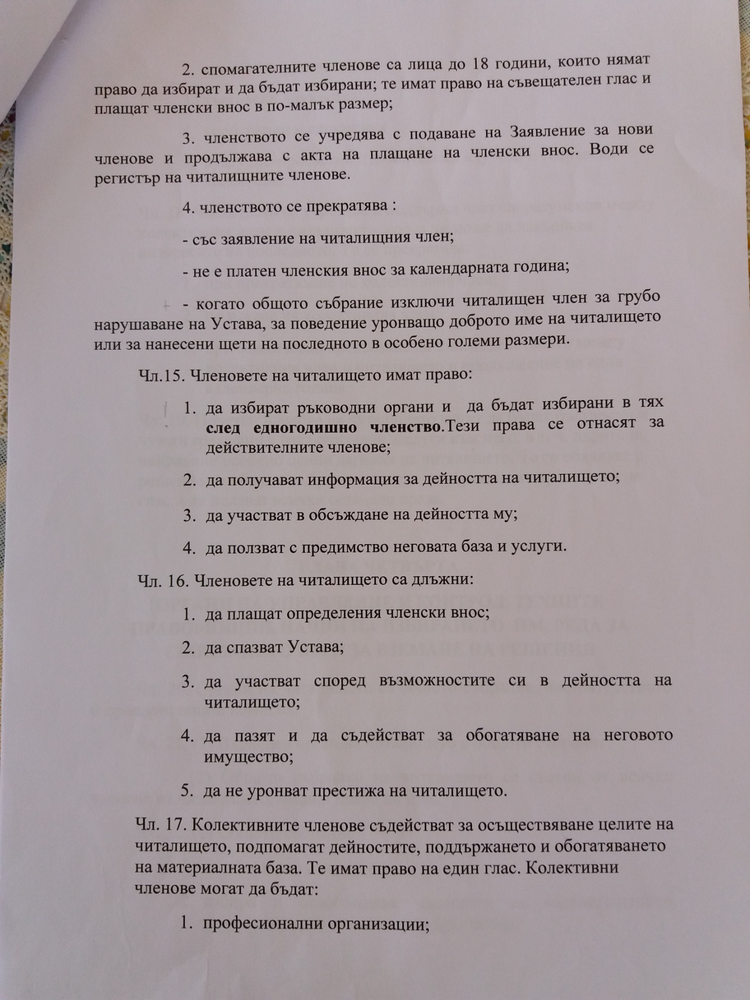 2. спомагателните членове са лица до 18 години, които нямат
право да избират и да бъдат избирани; те имат право на съвещателен глас и
плащат членски внос в по-малък размер;
3. членството се учредява с подаване на Заявление за нови
членове и продължава с акта на плащане на членски внос. Води се
регистър на читалищните членове.
4. членството се прекратява :
- със заявление на читалищния член;
- не е платен членския внос за календарната година;
- когато общото събрание изключи читалищен член за грубо
нарушаване на Устава, за поведение уронващо доброто име на читалището
или за нанесени щети на последното в особено големи размери.
Чл.15. Членовете на читалището имат право:
1. да избират ръководни органи и да бъдат избирани в тях
след едногодишно членство.Тези права се отнасят за
действителните членове;
2. да получават информация за дейността на читалището;
3. да участват в обсъждане на дейността му;
4. да ползват с предимство неговата база и услуги.
Чл. 16. Членовете на читалището са длъжни:
1. да плащат определения членски внос;
2. да спазват Устава;
3. да участват според възможностите си в дейността на
читалището;
4. да пазят и да съдействат за обогатяване на неговото
имущество;
5. да не уронват престижа на читалището.
Чл. 17. Колективните членове съдействат за осъществяване целите на
читалището, подпомагат дейностите, поддържането и обогатяването
на материалната база. Те имат право на един глас. Колективни
членове могат да бъдат:
1. професионални организации;